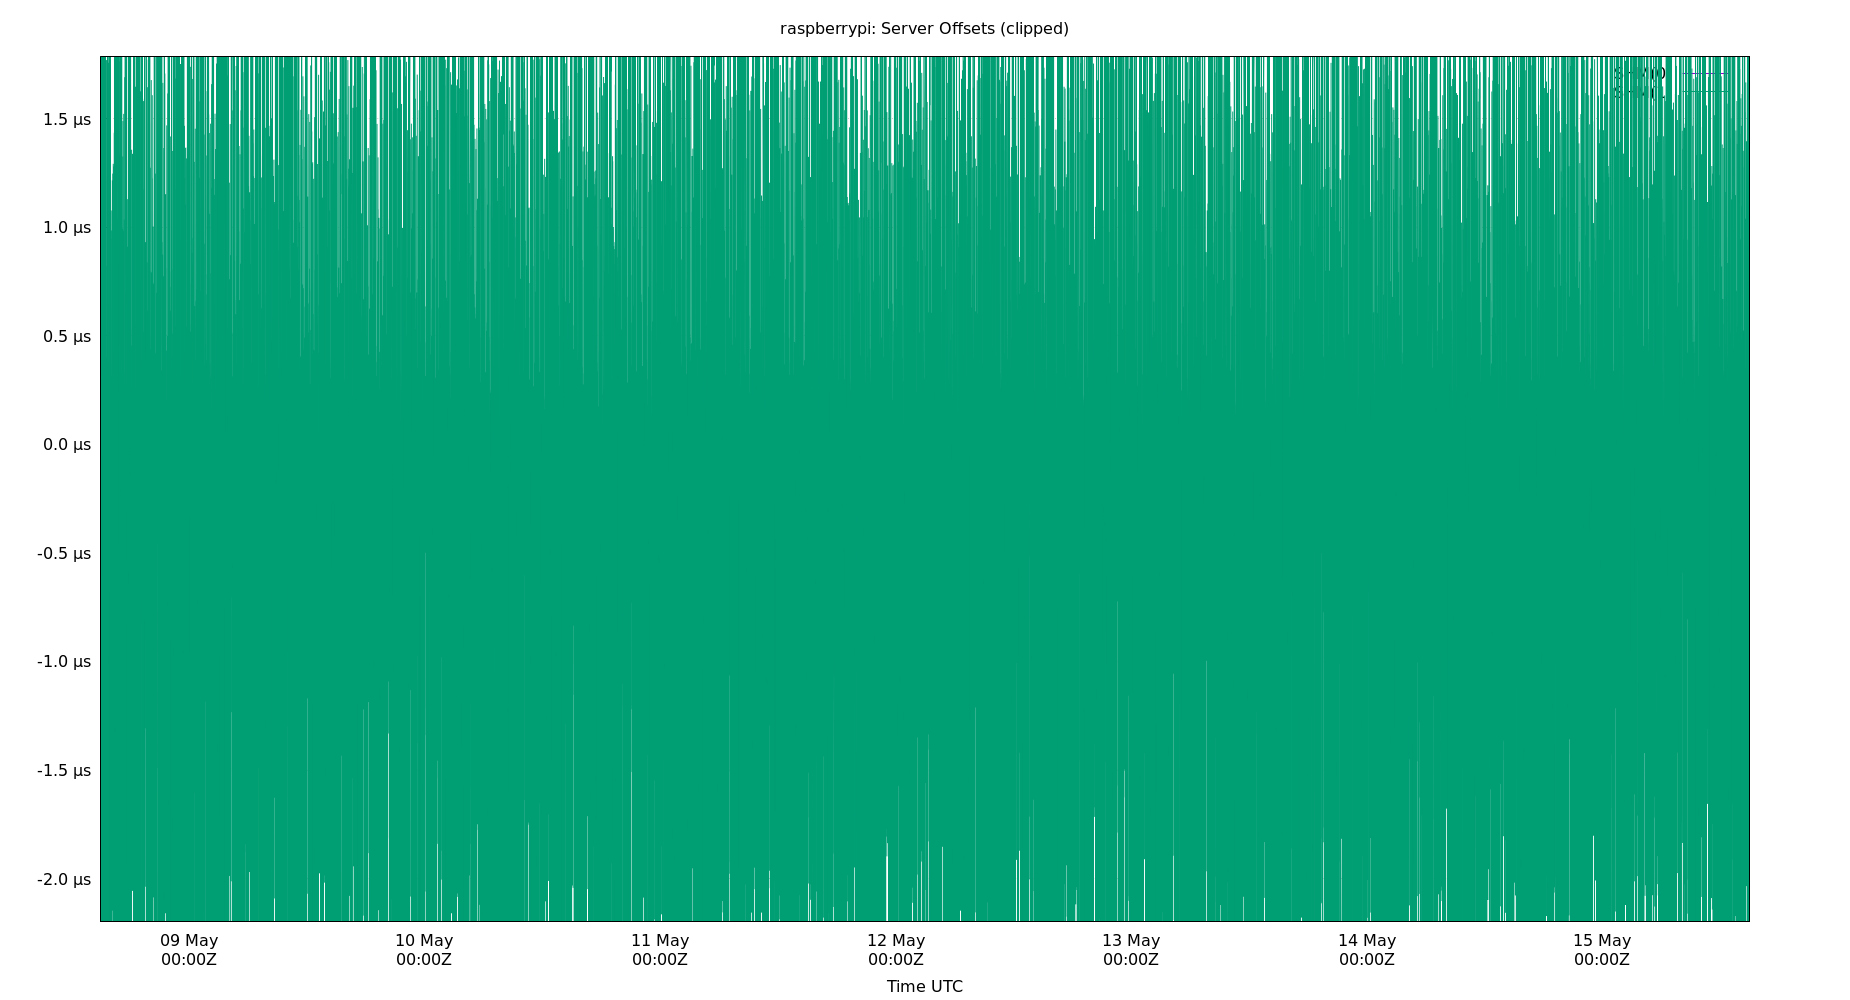 raspberrypi: Server Offsets (clipped)
1.5 µs
1.0 µs
0.5 µs
0.0 µs
-0.5 µs
-1.0 µs
-1.5 µs
-2.0 µs
09 May
00:00Z
10 May
00:00Z
11 May
00:00Z
12 May
00:00Z
13 May
00:00Z
14 May
00:00Z
15 May
00:00Z
Time UTC